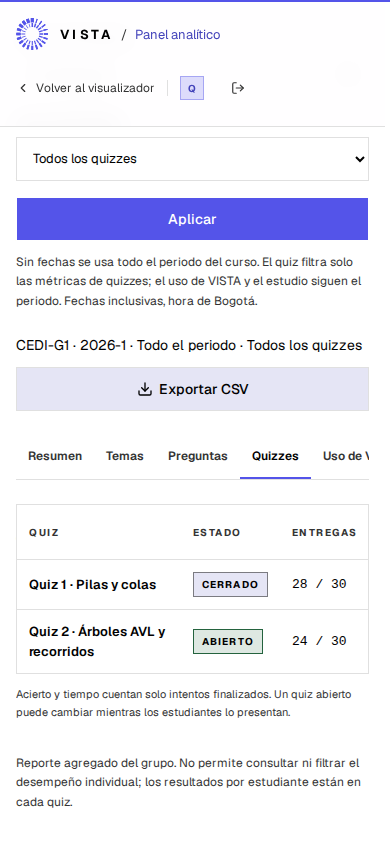 VISTA / Panel analítico
Volver al visualizador Q
Todos los quizzes
Aplicar
Sin fechas se usa todo el periodo del curso. El quiz filtra solo
las métricas de quizzes; el uso de VISTA y el estudio siguen el
periodo. Fechas inclusivas, hora de Bogotá.
CEDI-G1 · 2026-1 · Todo el periodo · Todos los quizzes
Exportar CSV
Resumen Temas Preguntas Quizzes Uso de
QUIZ ESTADO ENTREGAS
Quiz 1 · Pilas y colas CERRADO 28 / 30
Quiz 2 · Árboles AVL y
recorridos ABIERTO 24 / 30
Acierto y tiempo cuentan solo intentos finalizados. Un quiz abierto
puede cambiar mientras los estudiantes lo presentan.
Reporte agregado del grupo. No permite consultar ni filtrar el
desempeño individual; los resultados por estudiante están en
cada quiz.